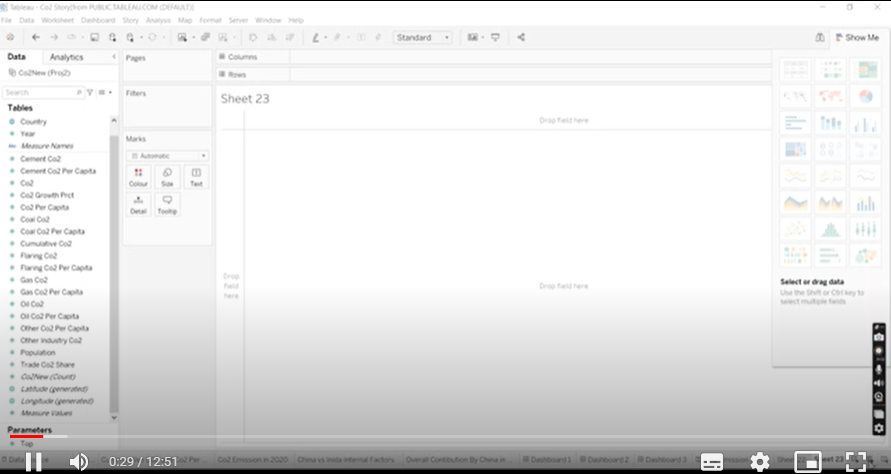 Tableau - Co2 Story[from PUBLIC.TABLEAU.COM (DEFAULT)]
File Data Worksheet Dashboard Story Analysis Map Format Server Window Help
Standard Show Me
Data Analytics Pages Columns
Co2New (Proj2) Rows
Search Filters Sheet 23
Tables
Country Drop field here
Year
Measure Names Marks
Cement Co2 Automatic
Cement Co2 Per Capita
Co2 Colour Size Text
Co2 Growth Prct
Co2 Per Capita Detail Tooltip
Coal Co2
Coal Co2 Per Capita
Cumulative Co2
Flaring Co2
Flaring Co2 Per Capita
Gas Co2 Drop field here Drop field here Select or drag data
Gas Co2 Per Capita Use the Shift or Ctrl key to
Oil Co2 select multiple fields
Oil Co2 Per Capita
Other Co2 Per Capita
Other Industry Co2
Population
Trade Co2 Share
Co2New (Count)
Latitude (generated)
Longitude (generated)
Measure Values
Parameters
Top
0:29 / 12:51 Co2 Emission in 2020 China vs Inida Internal Factors Overall Contibution By China in ... Dashboard 1 Dashboard 2 Dashboard 3 Sheet 23